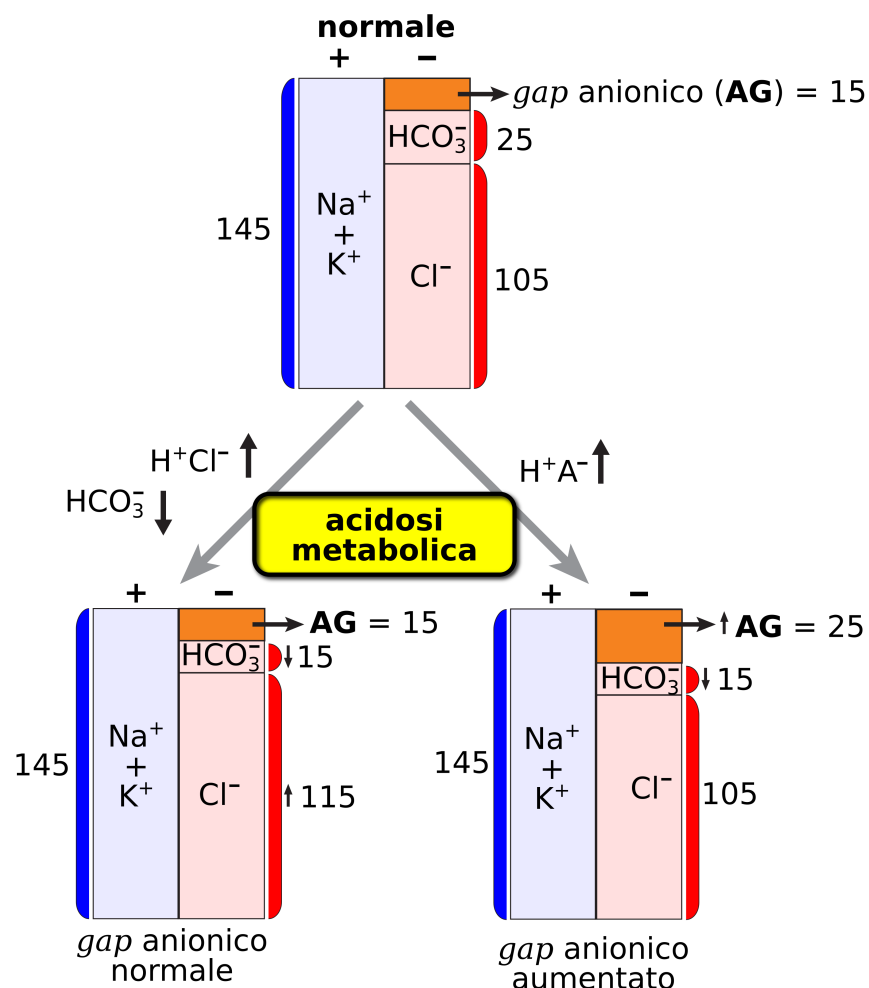 normale
+ −
gap anionico (AG) = 15
HCO₃⁻ 25
145
Na⁺
+
K⁺
Cl⁻ 105
H⁺Cl⁻ ↑
HCO₃⁻ ↓
H⁺A⁻ ↑
acidosi
metabolica
+ −
AG = 15
HCO₃⁻ ↓ 15
145
Na⁺
+
K⁺
Cl⁻ ↑ 115
gap anionico
normale
+ −
↑ AG = 25
HCO₃⁻ ↓ 15
145
Na⁺
+
K⁺
Cl⁻ 105
gap anionico
aumentato